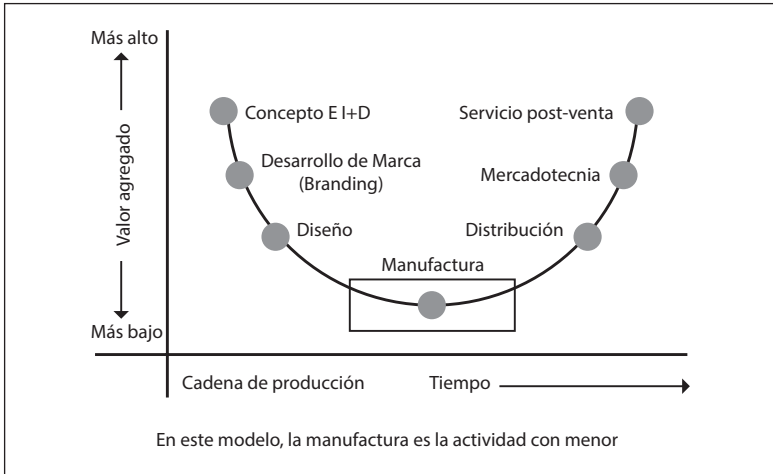 Más alto
Concepto E I+D
Servicio post-venta
Desarrollo de Marca
(Branding)
Mercadotecnia
Valor agregado
Diseño
Distribución
Manufactura
Más bajo
Cadena de producción
Tiempo
En este modelo, la manufactura es la actividad con menor